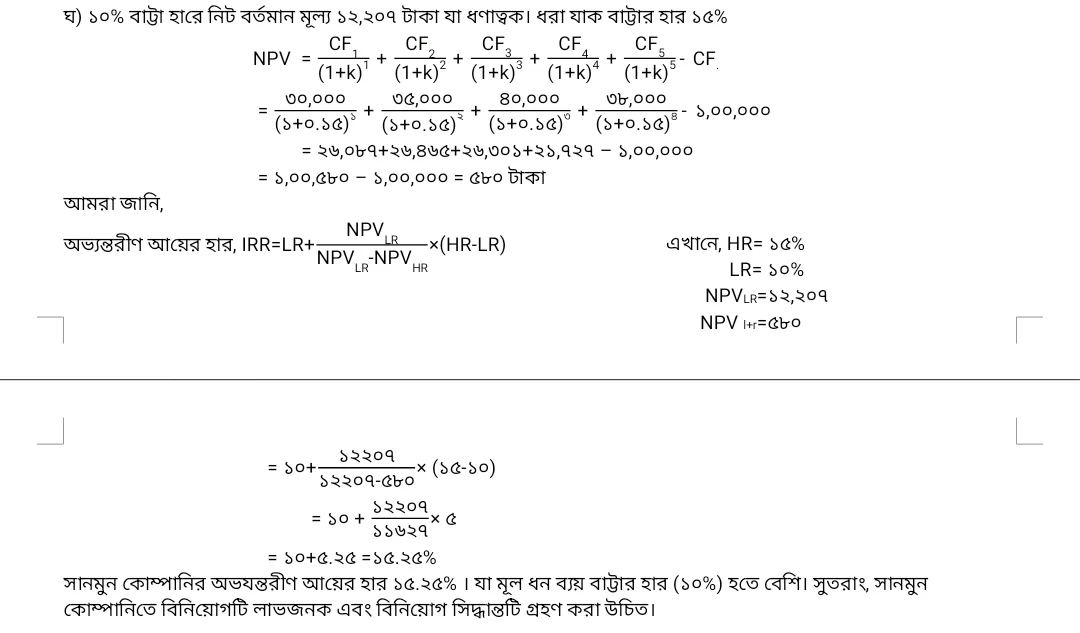 ঘ) ১০% বাট্টা হারে নিট বর্তমান মূল্য ১২,২০৭ টাকা যা ধণাত্বক। ধরা যাক বাট্টার হার ১৫%
NPV = CF₁/(1+k)¹ + CF₂/(1+k)² + CF₃/(1+k)³ + CF₄/(1+k)⁴ + CF₅/(1+k)⁵ - CF.
= ৩০,০০০/(১+০.১৫)^১ + ৩৫,০০০/(১+০.১৫)^২ + ৪০,০০০/(১+০.১৫)^৩ + ৩৮,০০০/(১+০.১৫)^৪ - ১,০০,০০০
= ২৬,০৮৭+২৬,৪৬৫+২৬,৩০১+২১,৭২৭ – ১,০০,০০০
= ১,০০,৫৮০ – ১,০০,০০০ = ৫৮০ টাকা
আমরা জানি,
অভ্যন্তরীণ আয়ের হার, IRR=LR+ NPV_LR/(NPV_LR-NPV_HR) ×(HR-LR)
এখানে, HR= ১৫%
LR= ১০%
NPV_LR=১২,২০৭
NPV l+r=৫৮০
= ১০+ ১২২০৭/১২২০৭-৫৮০ × (১৫-১০)
= ১০ + ১২২০৭/১১৬২৭ × ৫
= ১০+৫.২৫ =১৫.২৫%
সানমুন কোম্পানির অভযন্তরীণ আয়ের হার ১৫.২৫% । যা মূল ধন ব্যয় বাট্টার হার (১০%) হতে বেশি। সুতরাং, সানমুন
কোম্পানিতে বিনিয়োগটি লাভজনক এবং বিনিয়োগ সিদ্ধান্তটি গ্রহণ করা উচিত।